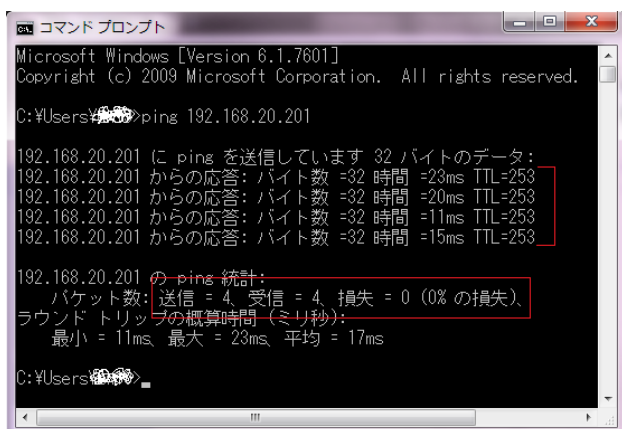 コマンド プロンプト
Microsoft Windows [Version 6.1.7601]
Copyright (c) 2009 Microsoft Corporation.  All rights reserved.
C:¥Users¥>ping 192.168.20.201
192.168.20.201 に ping を送信しています 32 バイトのデータ:
192.168.20.201 からの応答: バイト数 =32 時間 =23ms TTL=253
192.168.20.201 からの応答: バイト数 =32 時間 =20ms TTL=253
192.168.20.201 からの応答: バイト数 =32 時間 =11ms TTL=253
192.168.20.201 からの応答: バイト数 =32 時間 =15ms TTL=253
192.168.20.201 の ping 統計:
パケット数: 送信 = 4、受信 = 4、損失 = 0 (0% の損失)、
ラウンド トリップの概算時間 (ミリ秒):
最小 = 11ms、最大 = 23ms、平均 = 17ms
C:¥Users¥>